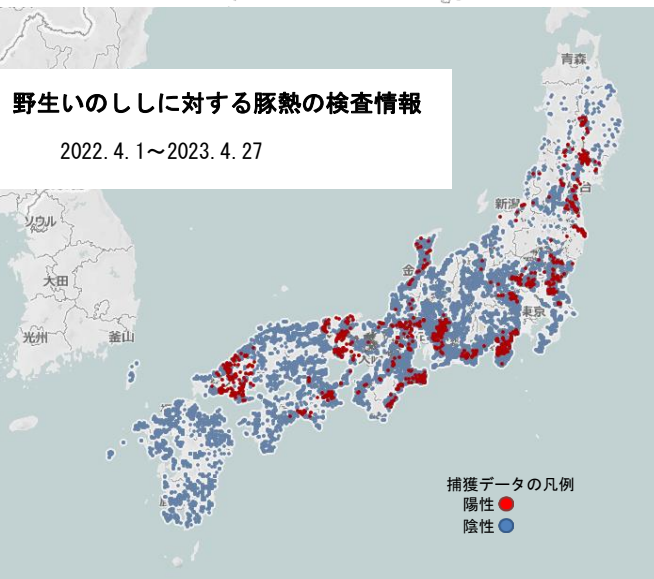 青森
野生いのししに対する豚熱の検査情報
2022.4.1～2023.4.27
台
新潟
ソウル
金
大田
東京
光州
釜山
捕獲データの凡例
陽性
陰性